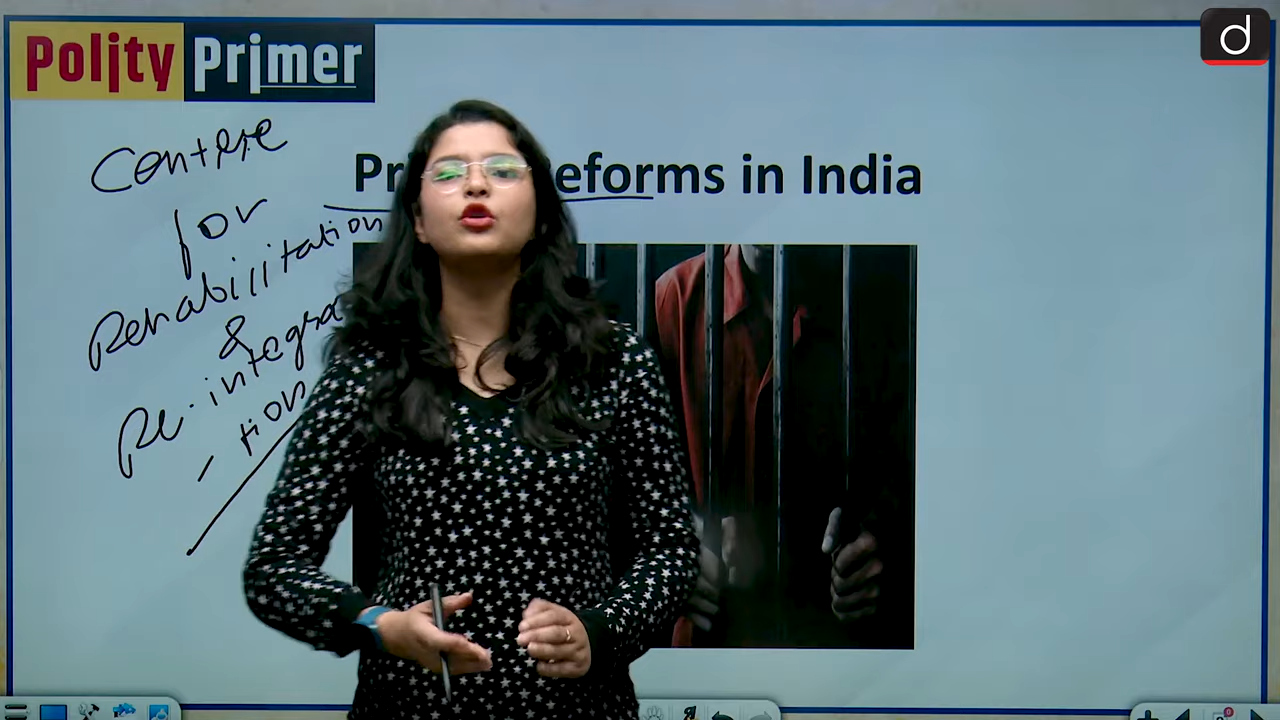 Polity Primer
d
Centre
for
Rehabilitation
&
Re-integra
-tion
Pr eforms in India